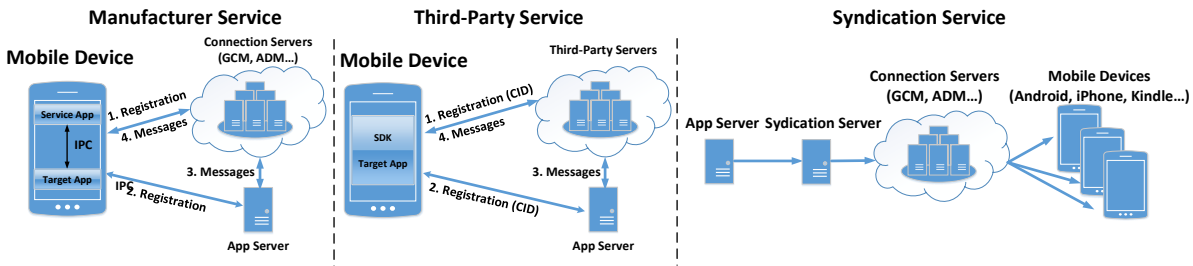 Manufacturer Service
Mobile Device
Connection Servers
(GCM, ADM...)
Service App
IPC
Target App
1. Registration
4. Messages
3. Messages
IPC
2. Registration
App Server
Third-Party Service
Mobile Device
Third-Party Servers
SDK
Target App
1. Registration (CID)
4. Messages
3. Messages
2. Registration (CID)
App Server
Syndication Service
Connection Servers
(GCM, ADM...)
Mobile Devices
(Android, iPhone, Kindle...)
App Server
Sydication Server